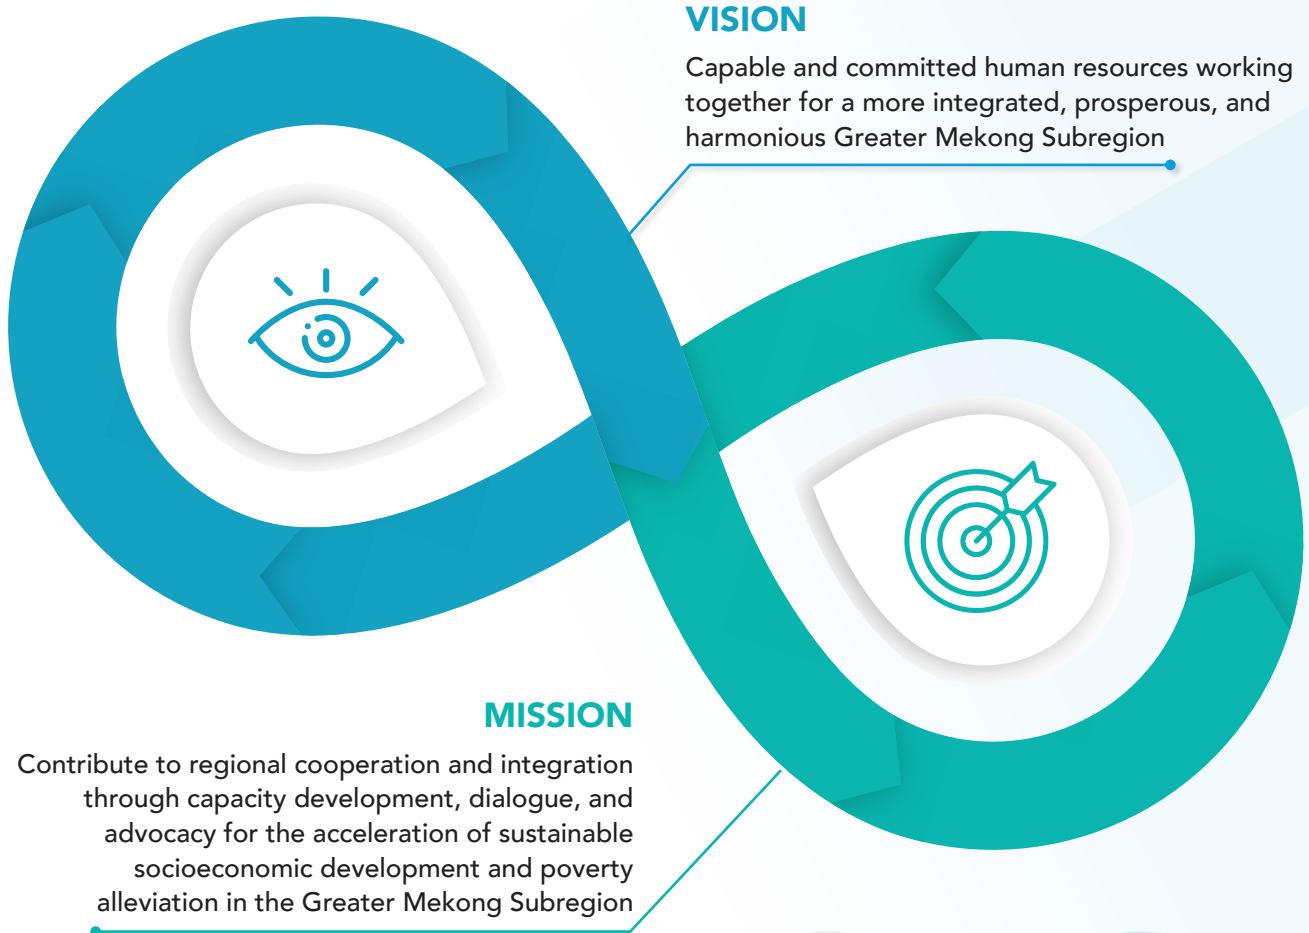 VISION
Capable and committed human resources working
together for a more integrated, prosperous, and
harmonious Greater Mekong Subregion
MISSION
Contribute to regional cooperation and integration
through capacity development, dialogue, and
advocacy for the acceleration of sustainable
socioeconomic development and poverty
alleviation in the Greater Mekong Subregion